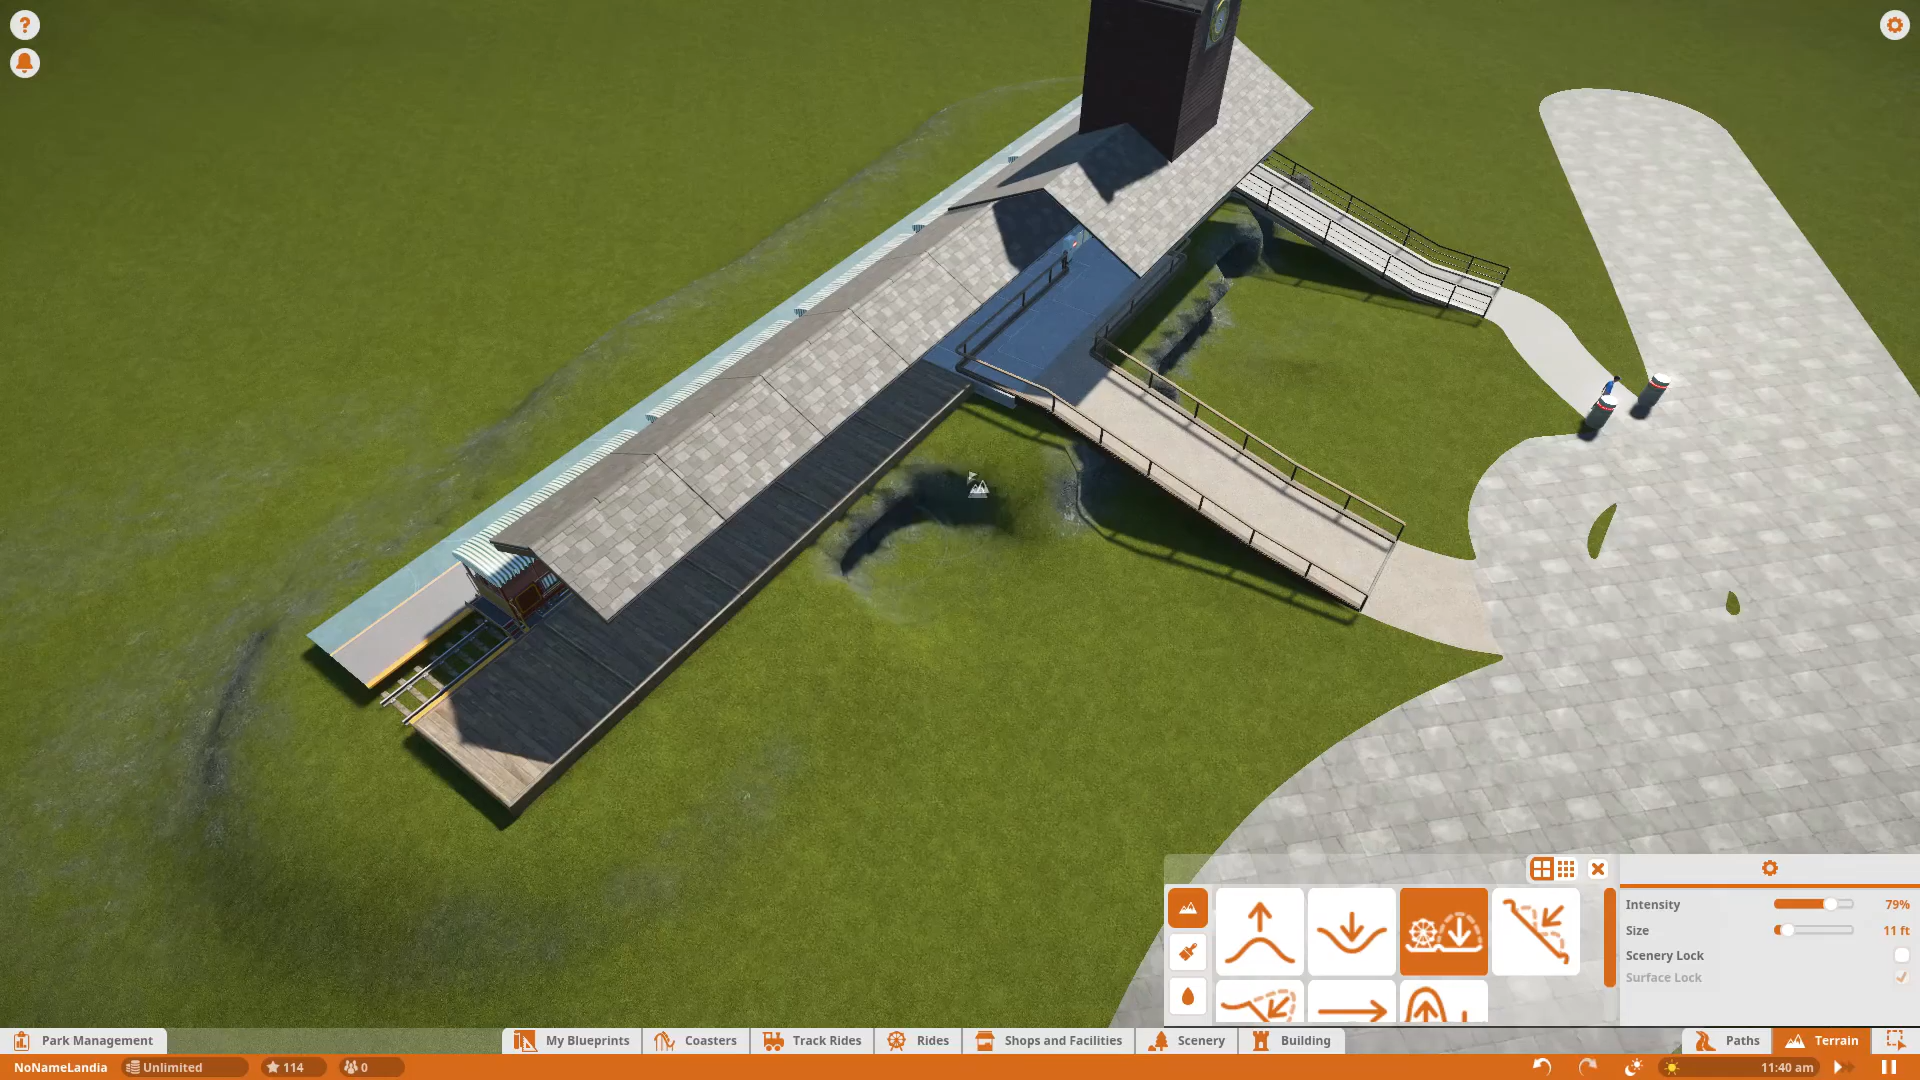 ?
Intensity 79%
Size 11 ft
Scenery Lock
Surface Lock
Park Management
My Blueprints
Coasters
Track Rides
Rides
Shops and Facilities
Scenery
Building
Paths
Terrain
NoNameLandia
Unlimited
114
0
11:40 am